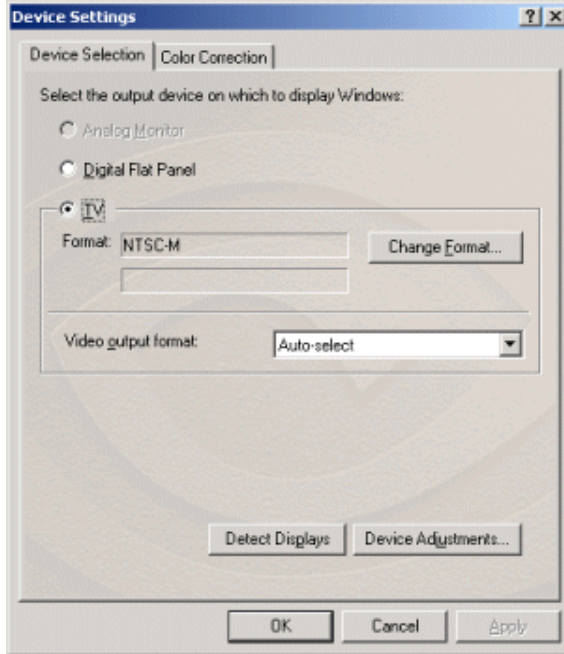 Device Settings
Device Selection
Color Correction
Select the output device on which to display Windows:
Analog Monitor
Digital Flat Panel
TV
Format: NTSC-M
Change Format...
Video output format: Auto-select
Detect Displays
Device Adjustments...
OK
Cancel
Apply